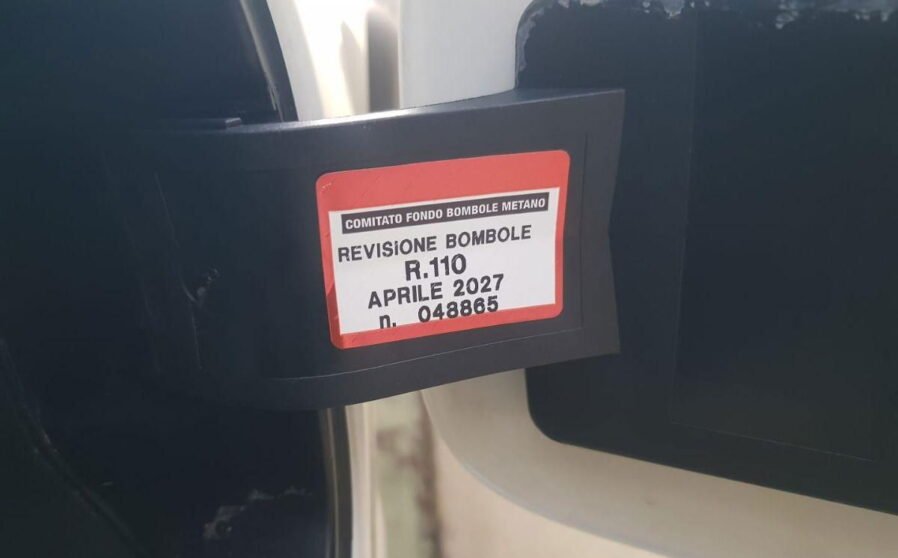 COMITATO FONDO BOMBOLE METANO
REVISIONE BOMBOLE
R.110
APRILE 2027
n. 048865